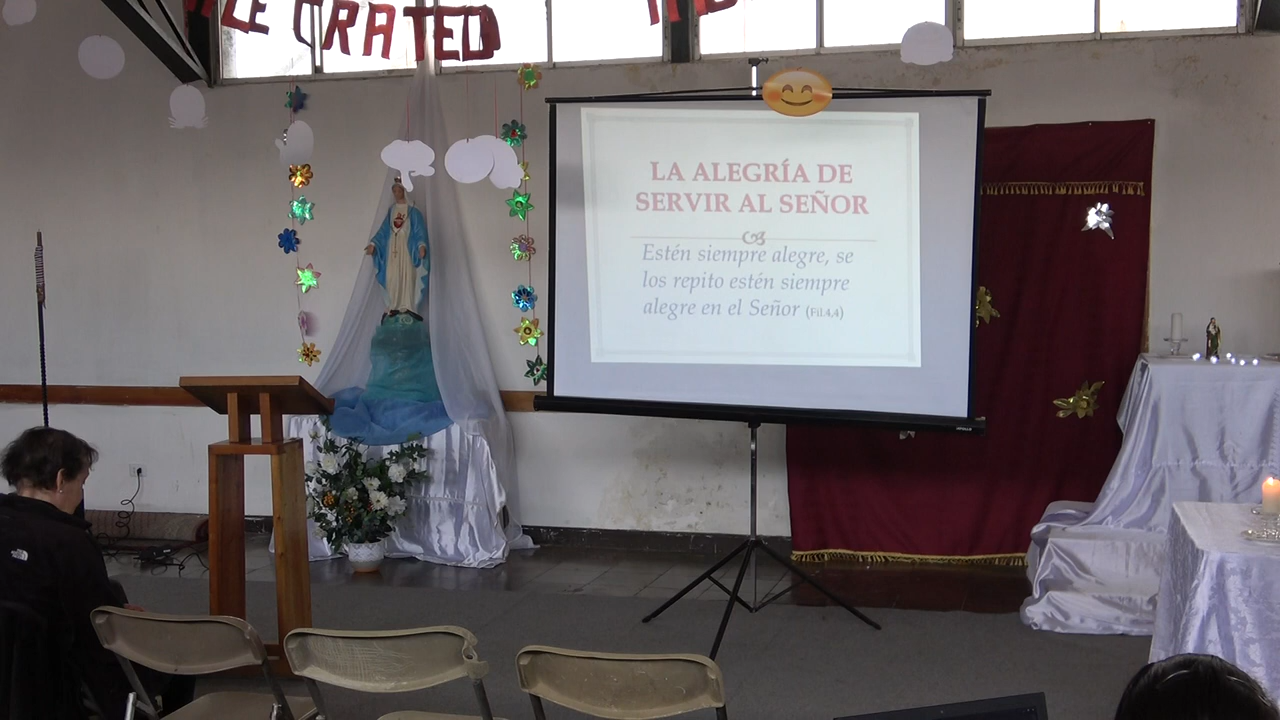 LA ALEGRÍA DE
SERVIR AL SEÑOR
Estén siempre alegre, se
los repito estén siempre
alegre en el Señor (Fil.4,4)